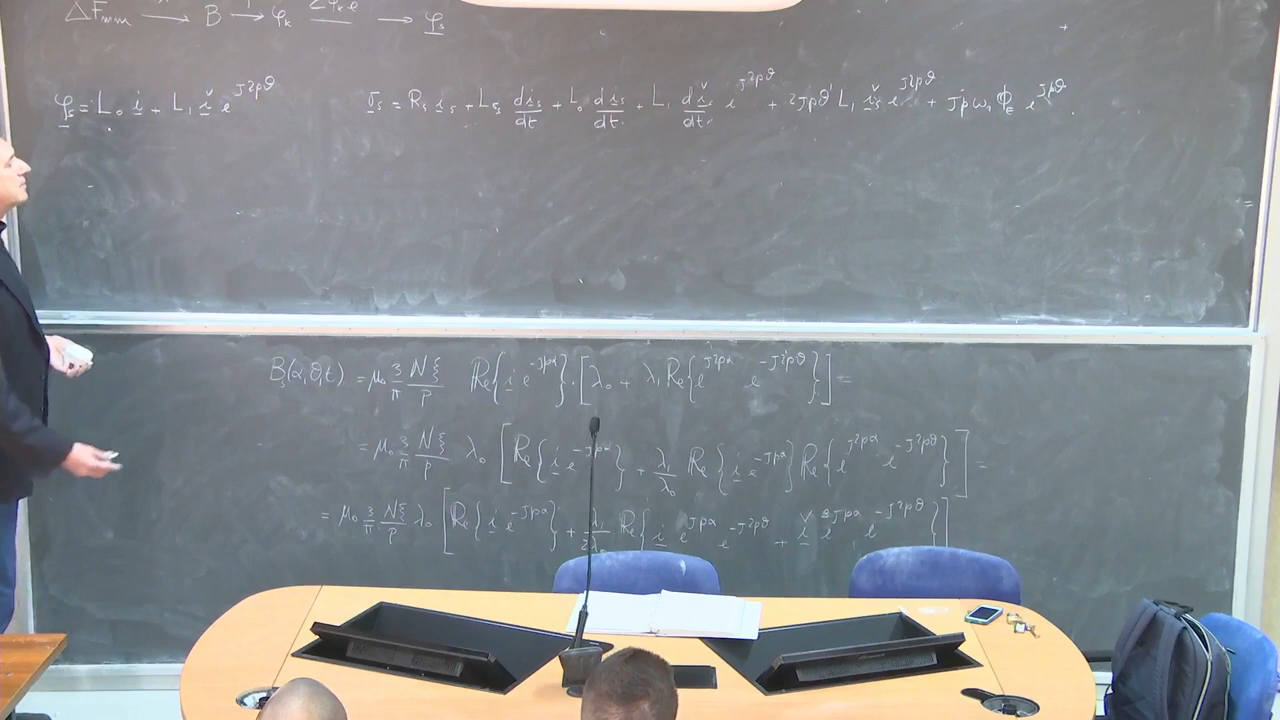 ΔF_mmm → B → φ_k → φ_s
φ_s = L_0 i + L_1 ǐ e^{J2pϑ}
v_s = R_s i_s + L_s di_s/dt + L_0 di_s/dt + L_1 dǐ_s/dt e^{J2pϑ} + 2Jpϑ' L_1 ǐ_s e^{J2pϑ} + Jpω_m Φ_E e^{Jpϑ}
B_s(α,ϑ,t) = μ_0 3/π Nξ/p Re{i e^{-Jpα}}·[λ_0 + λ_1 Re{e^{J2pα} e^{-J2pϑ}}] =
= μ_0 3/π Nξ/p λ_0 [Re{i e^{-Jpα}} + λ_1/λ_0 Re{i e^{-Jpα}} Re{e^{J2pα} e^{-J2pϑ}}] =
= μ_0 3/π Nξ/p λ_0 [Re{i e^{-Jpα}} + λ_1/2λ_0 Re{i e^{Jpα} e^{-J2pϑ} + ǐ e^{3Jpα} e^{-J2pϑ}}]